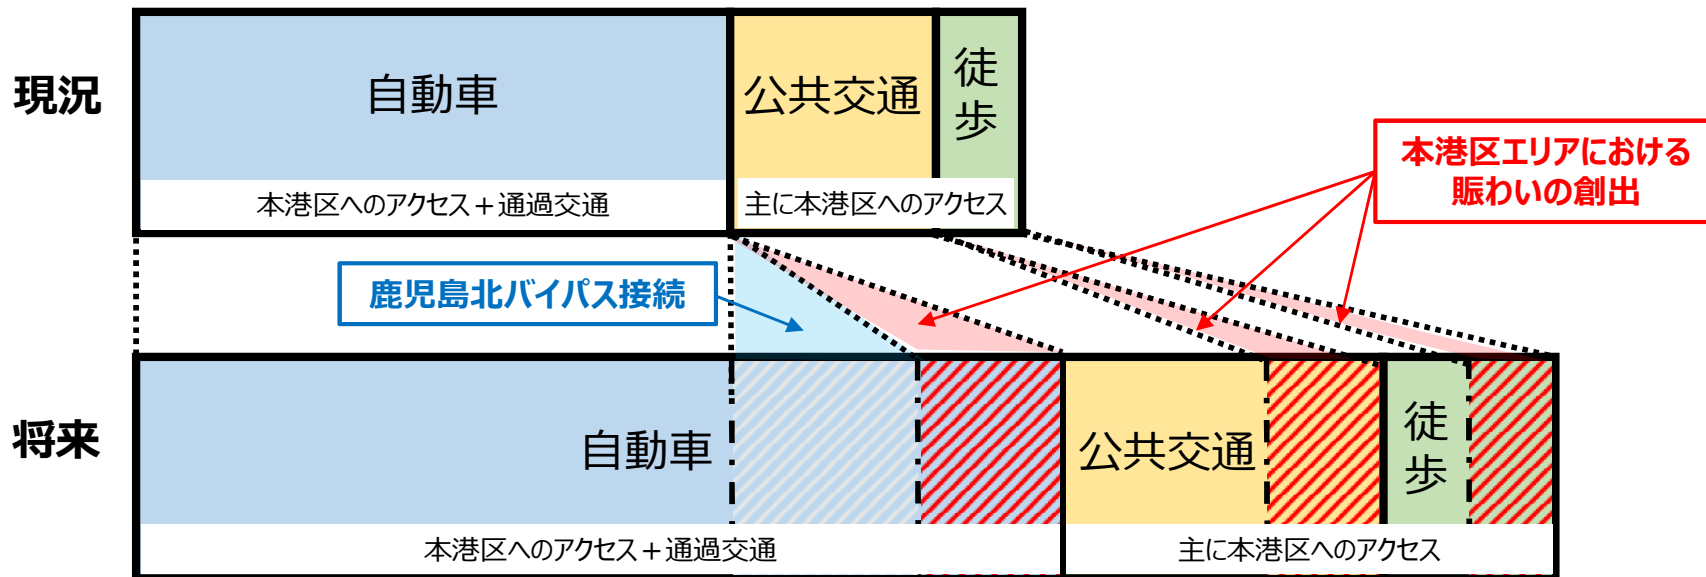 現況
自動車
公共交通
徒歩
本港区へのアクセス＋通過交通
主に本港区へのアクセス
本港区エリアにおける
賑わいの創出
鹿児島北バイパス接続
将来
自動車
公共交通
徒歩
本港区へのアクセス＋通過交通
主に本港区へのアクセス